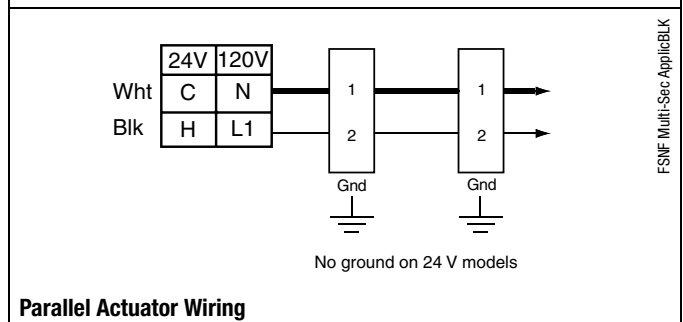 24V 120V
Wht C N 1 1
Blk H L1 2 2
Gnd Gnd
No ground on 24 V models
Parallel Actuator Wiring
FSNF Multi-Sec ApplicBLK